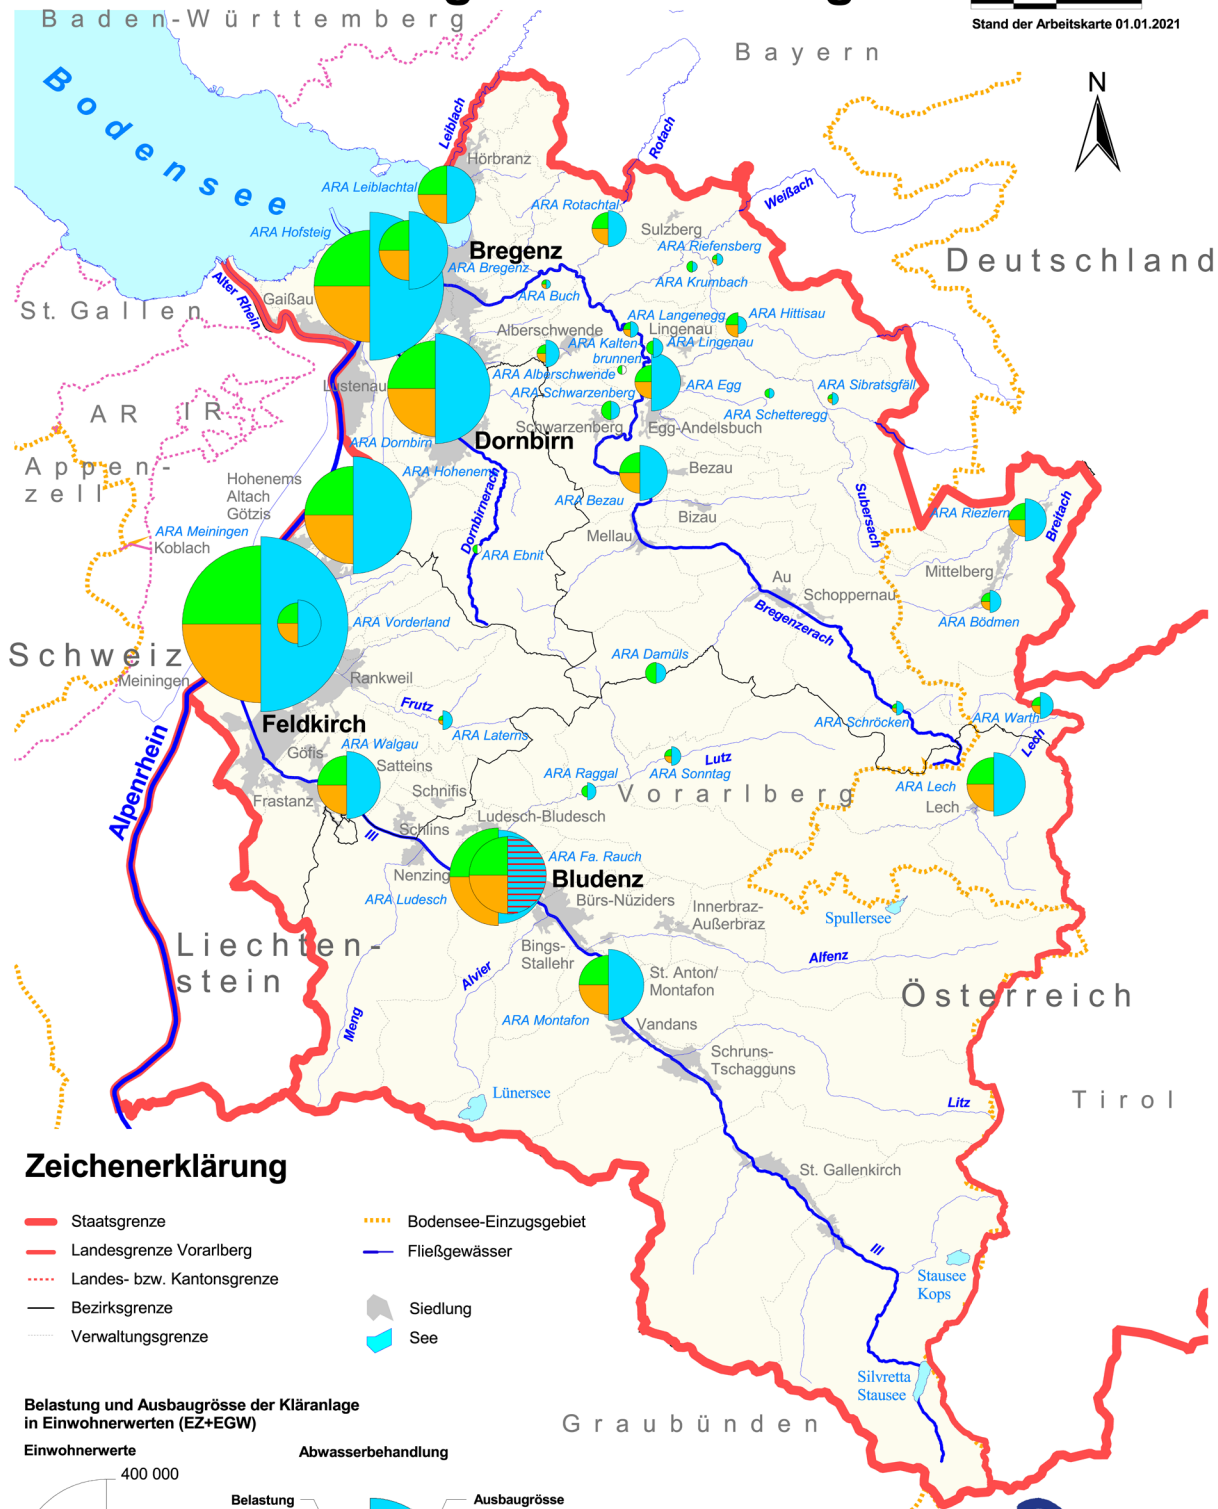 Stand der Arbeitskarte 01.01.2021
Baden-Württemberg
Bayern
N
Bodensee
Leiblach
Rotach
Hörbranz
ARA Leiblachtal
Weißach
ARA Rotachtal
ARA Hofsteig
Sulzberg
ARA Riefensberg
Bregenz
Deutschland
ARA Bregenz
ARA Krumbach
Alter Rhein
Gaißau
ARA Buch
St. Gallen
ARA Langenegg
ARA Hittisau
Alberschwende
Lingenau
ARA Kalten-
brunnen
ARA Lingenau
ARA Alberschwende
Lustenau
ARA Egg
ARA Sibratsgfäll
ARA Schwarzenberg
AR
IR
ARA Schetteregg
Schwarzenberg
Egg-Andelsbuch
ARA Dornbirn
Dornbirn
Appen-
zell
ARA Hohenems
Bezau
Hohenems
Altach
Götzis
ARA Bezau
Dornbirnerach
Subersach
Bizau
ARA Riezlern
Breitach
ARA Meiningen
Koblach
Mellau
ARA Ebnit
Mittelberg
Au
Schoppernau
Bregenzerach
ARA Vorderland
ARA Bödmen
Schweiz
ARA Damüls
Meiningen
Rankweil
Frutz
ARA Laterns
ARA Schröcken
ARA Warth
Feldkirch
Lech
ARA Walgau
Göfis
Satteins
Lutz
ARA Raggal
ARA Sonntag
Alpenrhein
Schnifis
Vorarlberg
ARA Lech
Lech
Frastanz
Ludesch-Bludesch
Schlins
Ill
ARA Fa. Rauch
Nenzing
Bludenz
ARA Ludesch
Bürs-Nüziders
Innerbraz-
Außerbraz
Spullersee
Liechten-
stein
Bings-
Stallehr
Alfenz
Alvier
St. Anton/
Montafon
Österreich
ARA Montafon
Meng
Vandans
Schruns-
Tschagguns
Lünersee
Litz
Tirol
St. Gallenkirch
Ill
Stausee
Kops
Silvretta
Stausee
Graubünden
Zeichenerklärung
Staatsgrenze
Landesgrenze Vorarlberg
Landes- bzw. Kantonsgrenze
Bezirksgrenze
Verwaltungsgrenze
Bodensee-Einzugsgebiet
Fließgewässer
Siedlung
See
Belastung und Ausbaugrösse der Kläranlage
in Einwohnerwerten (EZ+EGW)
Einwohnerwerte
Abwasserbehandlung
400 000
Belastung
Ausbaugrösse